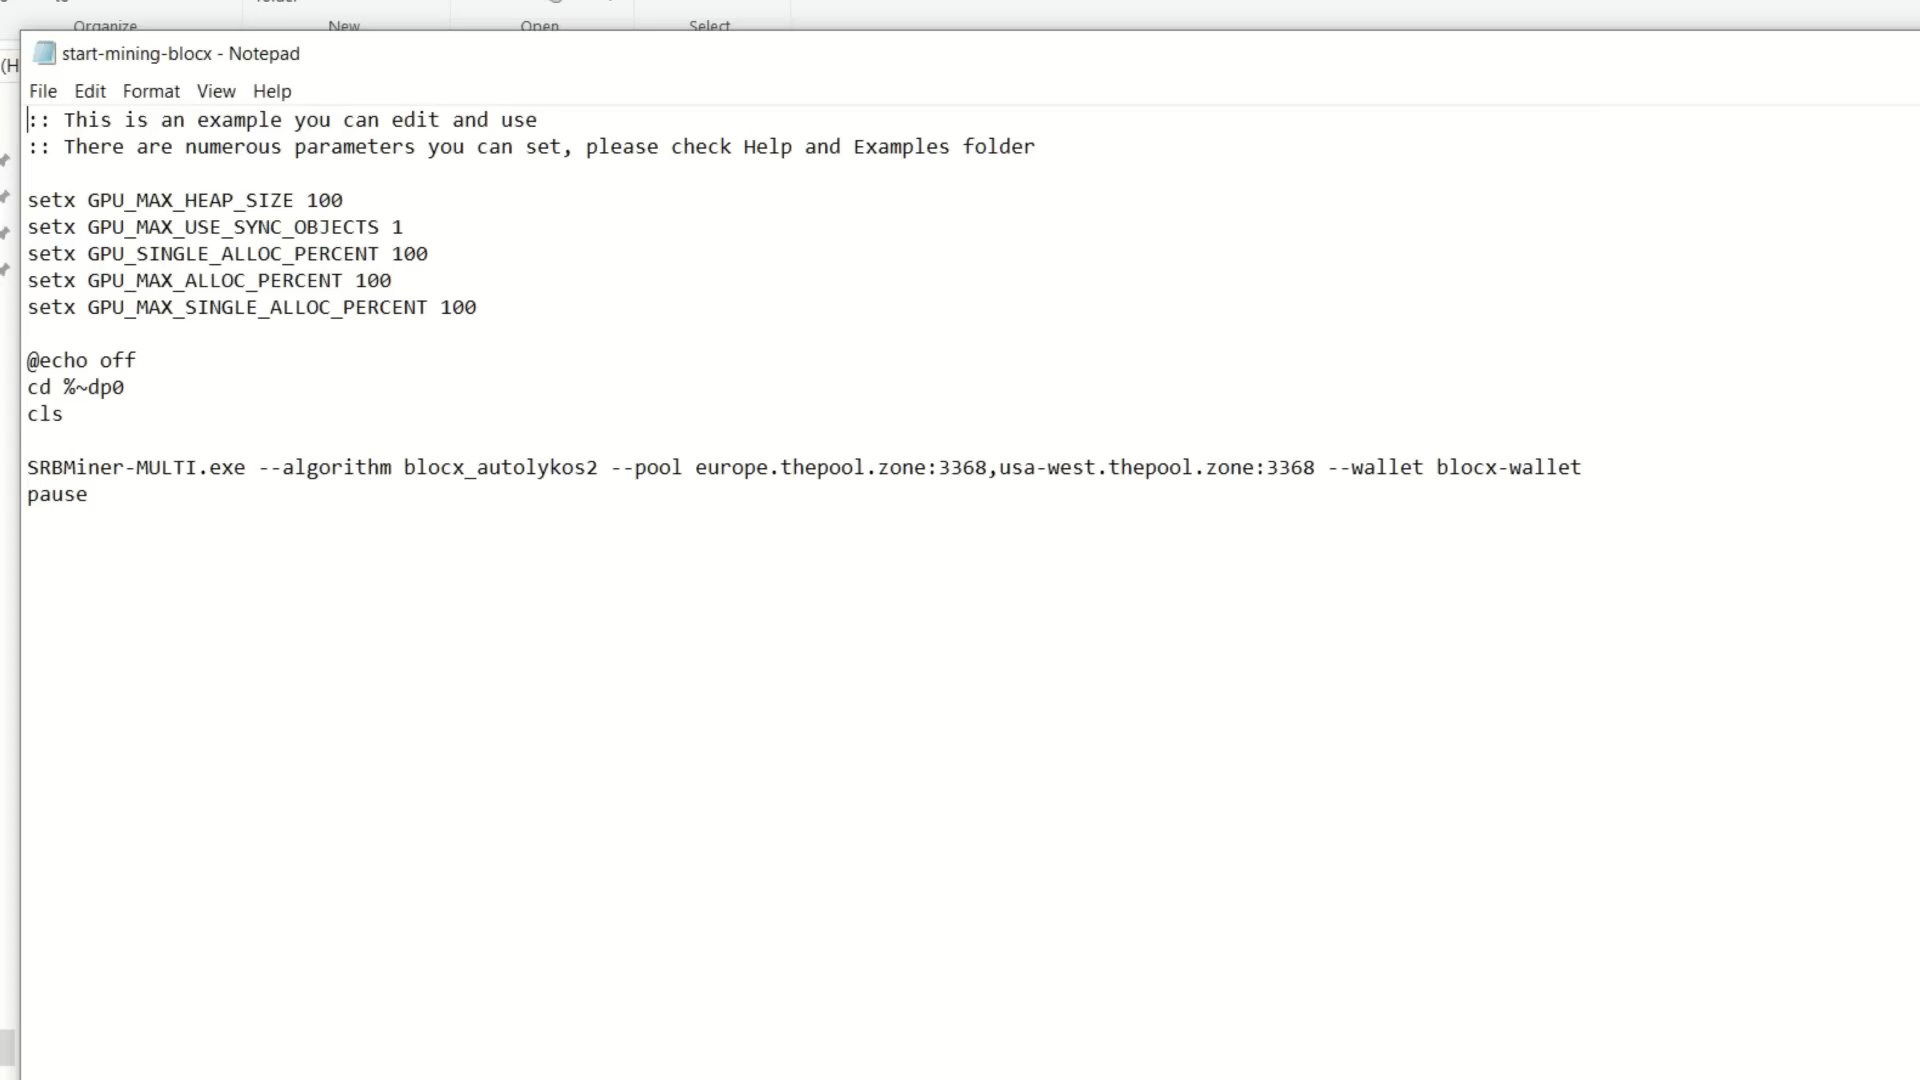 Organize
New
Open
Select
start-mining-blocx - Notepad
(H
File Edit Format View Help
:: This is an example you can edit and use
:: There are numerous parameters you can set, please check Help and Examples folder
setx GPU_MAX_HEAP_SIZE 100
setx GPU_MAX_USE_SYNC_OBJECTS 1
setx GPU_SINGLE_ALLOC_PERCENT 100
setx GPU_MAX_ALLOC_PERCENT 100
setx GPU_MAX_SINGLE_ALLOC_PERCENT 100
@echo off
cd %~dp0
cls
SRBMiner-MULTI.exe --algorithm blocx_autolykos2 --pool europe.thepool.zone:3368,usa-west.thepool.zone:3368 --wallet blocx-wallet
pause